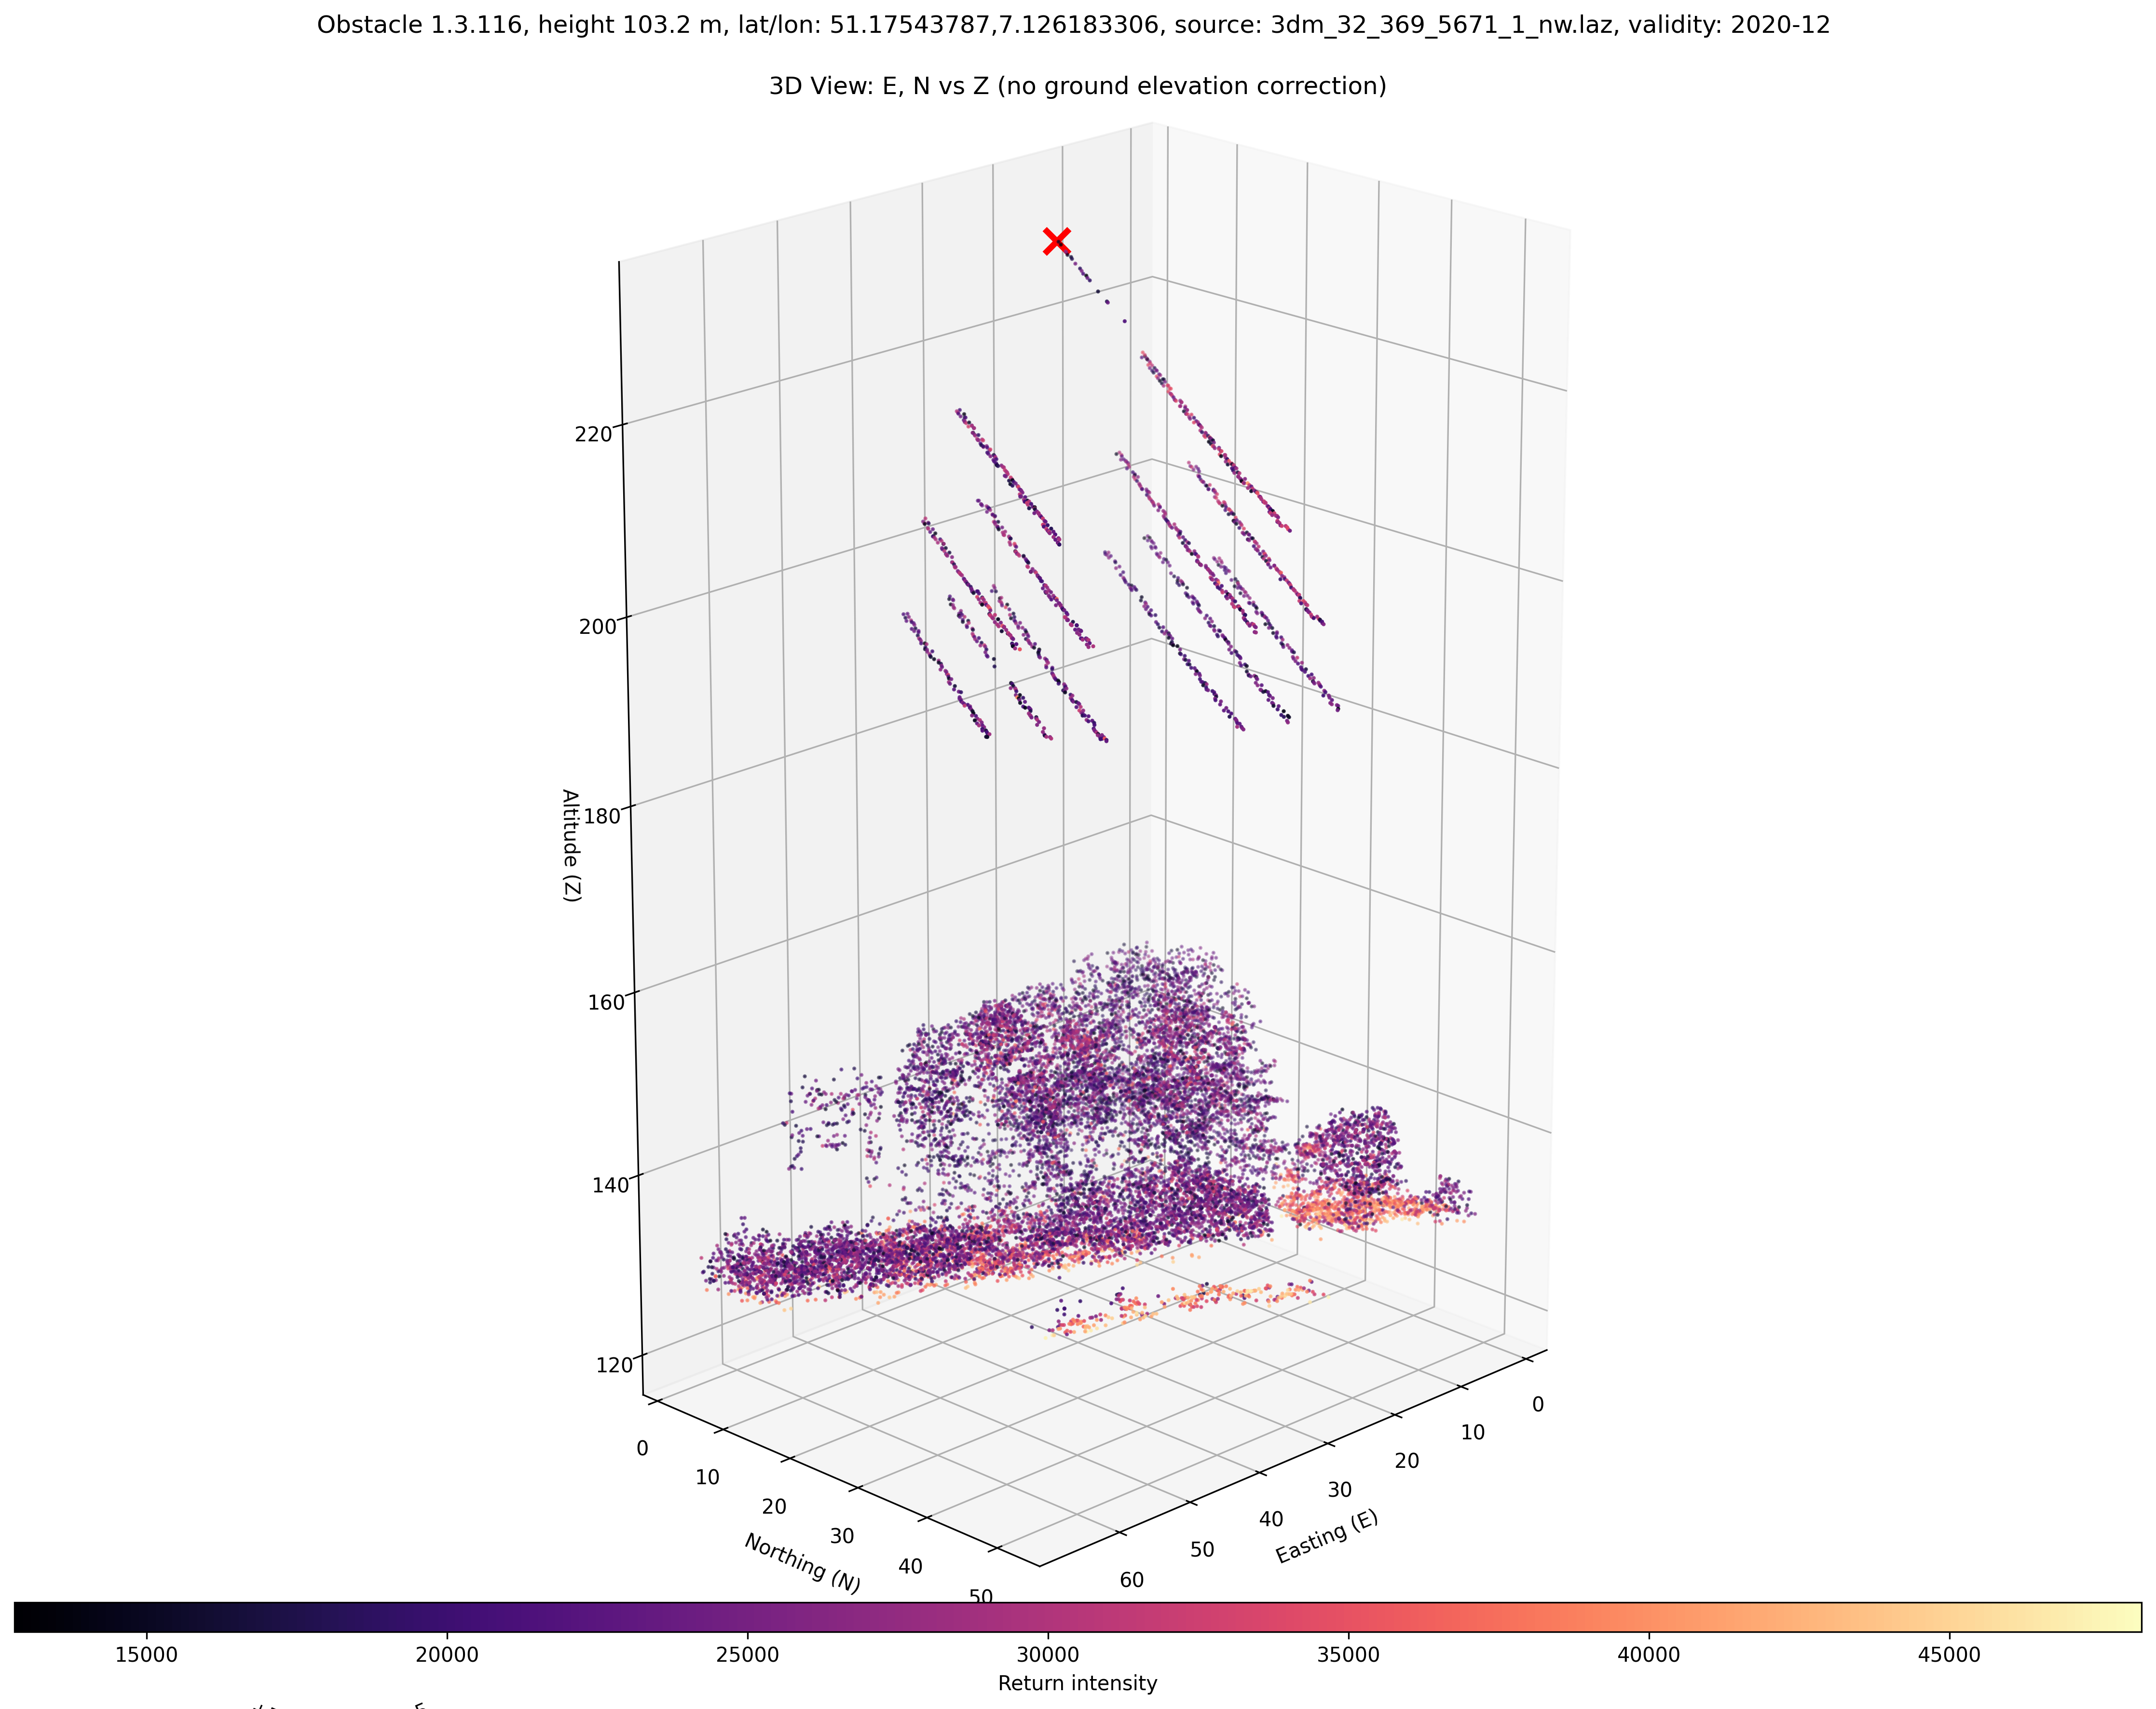 Obstacle 1.3.116, height 103.2 m, lat/lon: 51.17543787,7.126183306, source: 3dm_32_369_5671_1_nw.laz, validity: 2020-12
3D View: E, N vs Z (no ground elevation correction)
220
200
180
160
140
120
Altitude (Z)
0
10
20
30
40
50
Northing (N)
0
10
20
30
40
50
60
Easting (E)
15000 20000 25000 30000 35000 40000 45000
Return intensity